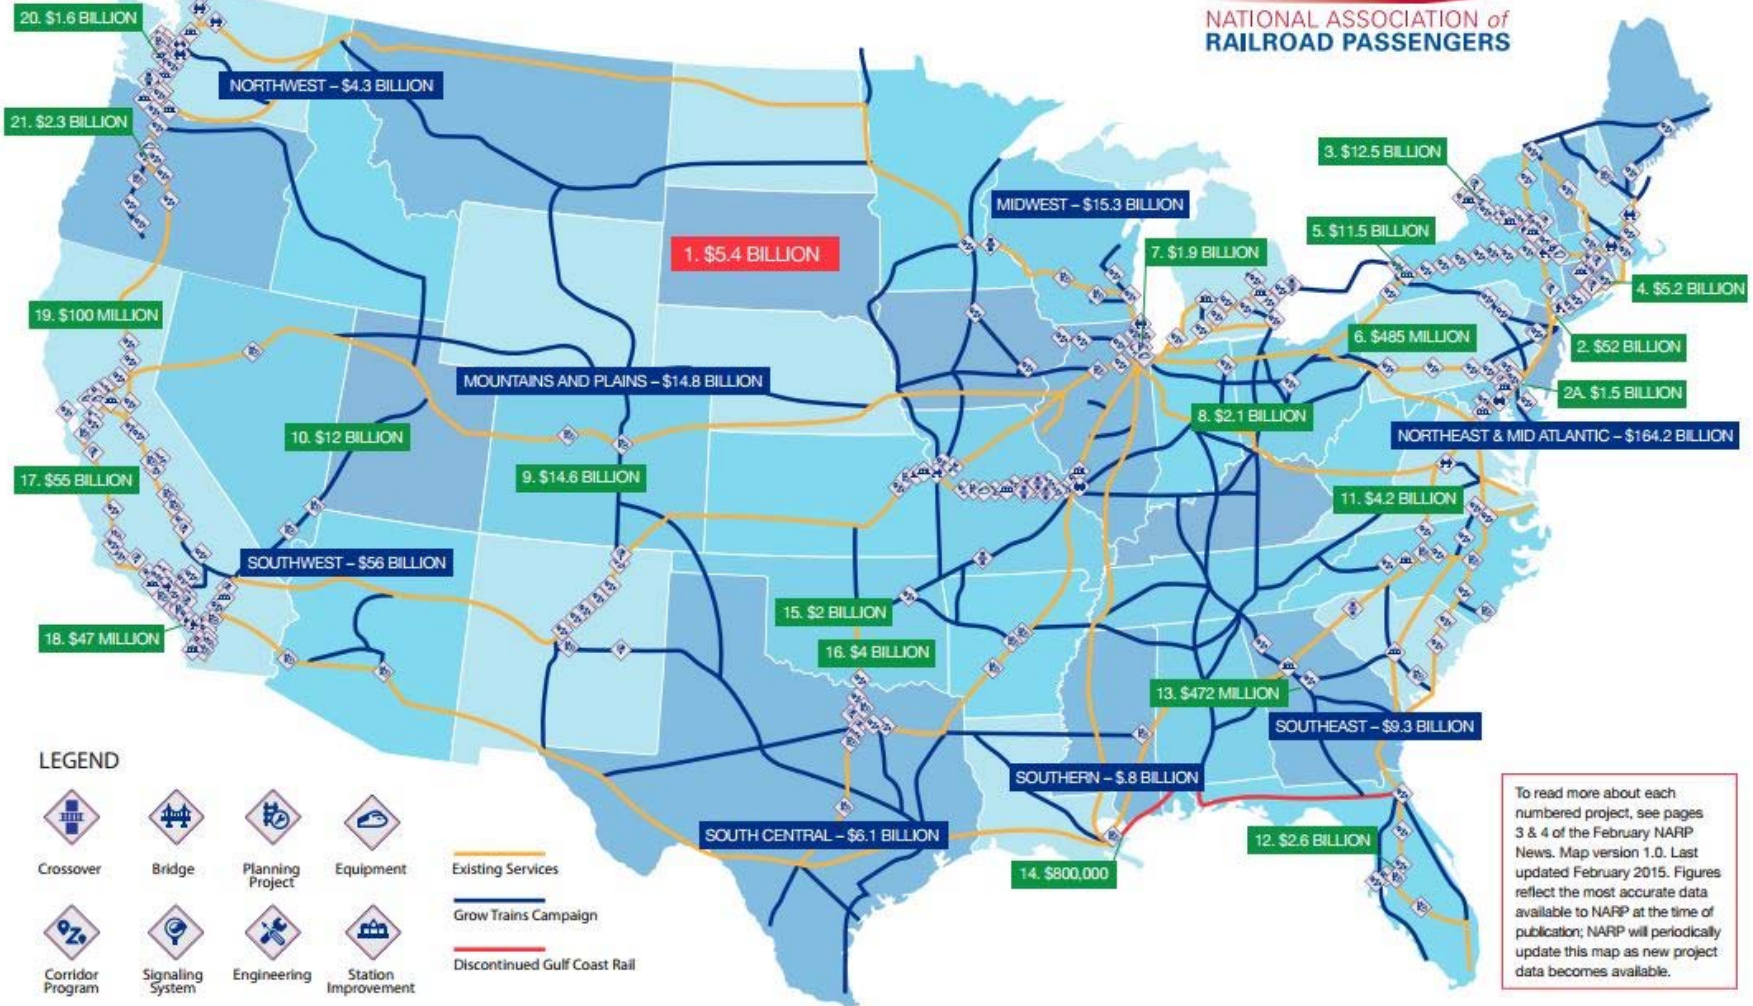 NATIONAL ASSOCIATION of
RAILROAD PASSENGERS
20. $1.6 BILLION
NORTHWEST – $4.3 BILLION
21. $2.3 BILLION
3. $12.5 BILLION
MIDWEST – $15.3 BILLION
5. $11.5 BILLION
1. $5.4 BILLION
7. $1.9 BILLION
4. $5.2 BILLION
19. $100 MILLION
6. $485 MILLION
2. $52 BILLION
MOUNTAINS AND PLAINS – $14.8 BILLION
2A. $1.5 BILLION
8. $2.1 BILLION
10. $12 BILLION
NORTHEAST & MID ATLANTIC – $164.2 BILLION
17. $55 BILLION
9. $14.6 BILLION
11. $4.2 BILLION
SOUTHWEST – $56 BILLION
15. $2 BILLION
18. $47 MILLION
16. $4 BILLION
13. $472 MILLION
SOUTHEAST – $9.3 BILLION
SOUTHERN – $.8 BILLION
SOUTH CENTRAL – $6.1 BILLION
12. $2.6 BILLION
14. $800,000
LEGEND
Crossover
Bridge
Planning
Project
Equipment
Corridor
Program
Signaling
System
Engineering
Station
Improvement
Existing Services
Grow Trains Campaign
Discontinued Gulf Coast Rail
To read more about each
numbered project, see pages
3 & 4 of the February NARP
News. Map version 1.0. Last
updated February 2015. Figures
reflect the most accurate data
available to NARP at the time of
publication; NARP will periodically
update this map as new project
data becomes available.